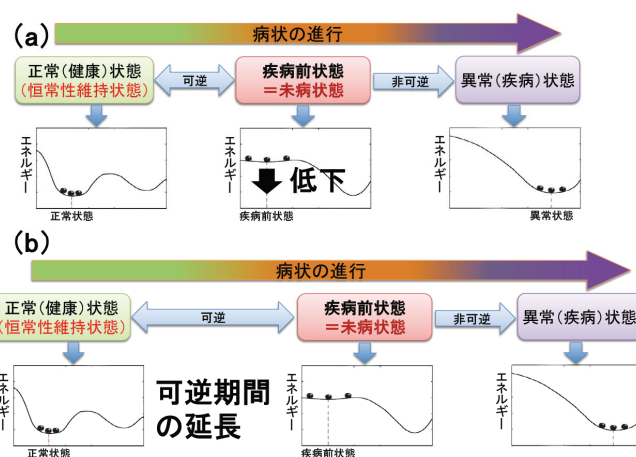 (a)
病状の進行
正常(健康)状態
(恒常性維持状態)
可逆
疾病前状態
=未病状態
非可逆
異常(疾病)状態
エネルギー
正常状態
エネルギー
低下
疾病前状態
エネルギー
異常状態
(b)
病状の進行
正常(健康)状態
(恒常性維持状態)
可逆
疾病前状態
=未病状態
非可逆
異常(疾病)状態
エネルギー
正常状態
可逆期間
の延長
エネルギー
疾病前状態
エネルギー